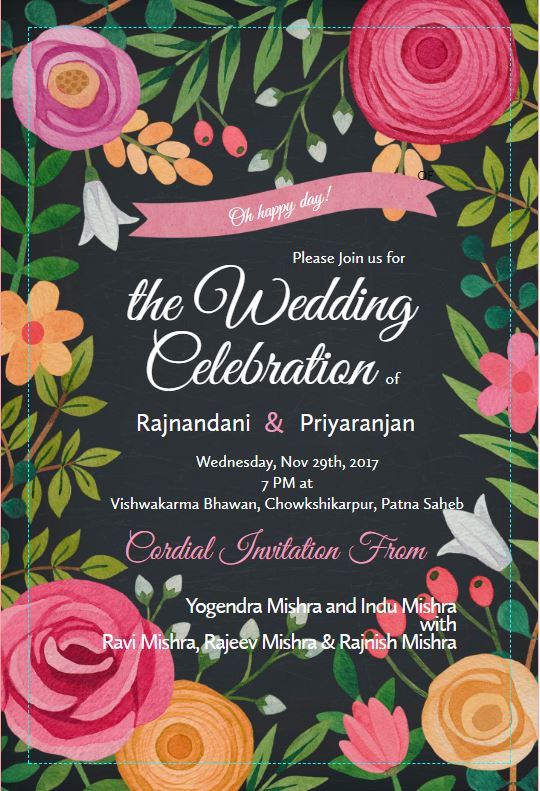 OF
Oh happy day!
Please Join us for
the Wedding
Celebration of
Rajnandani & Priyaranjan
Wednesday, Nov 29th, 2017
7 PM at
Vishwakarma Bhawan, Chowkshikarpur, Patna Saheb
Cordial Invitation From
Yogendra Mishra and Indu Mishra
with
Ravi Mishra, Rajeev Mishra & Rajnish Mishra